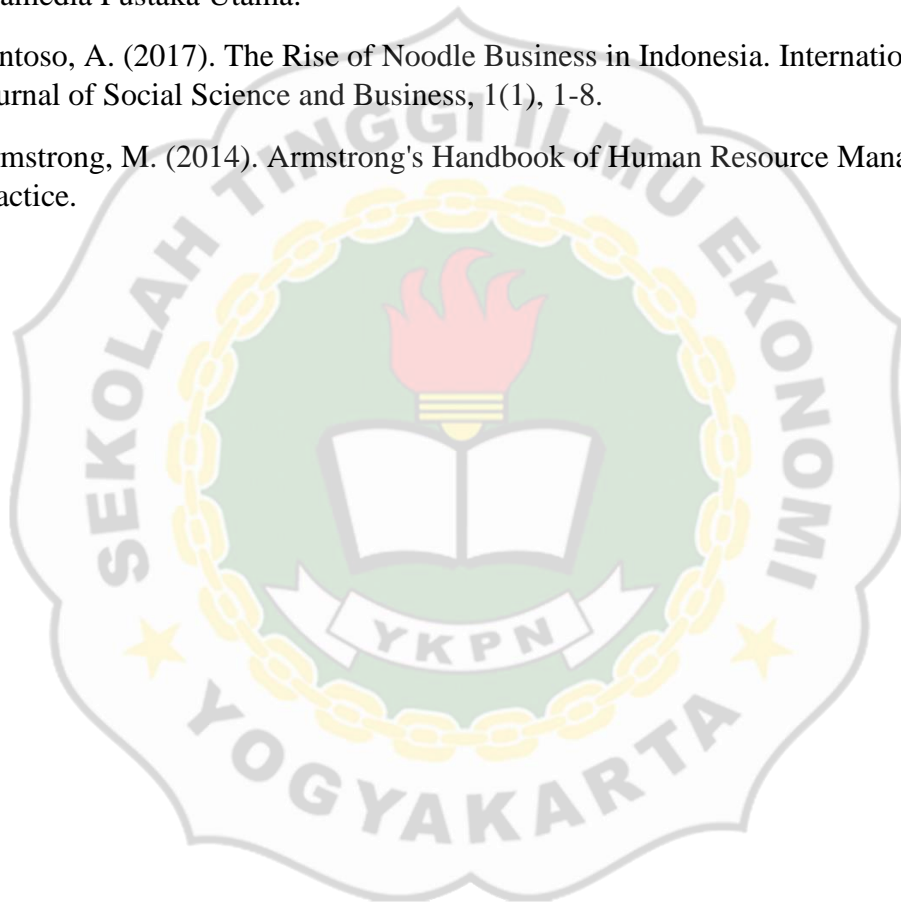 amedia Pustaka Utama.
ntoso, A. (2017). The Rise of Noodle Business in Indonesia. Internatio
urnal of Social Science and Business, 1(1), 1-8.
mstrong, M. (2014). Armstrong's Handbook of Human Resource Mana
actice.
SEKOLAH TINGGI ILMU EKONOMI
YKPN
YOGYAKARTA